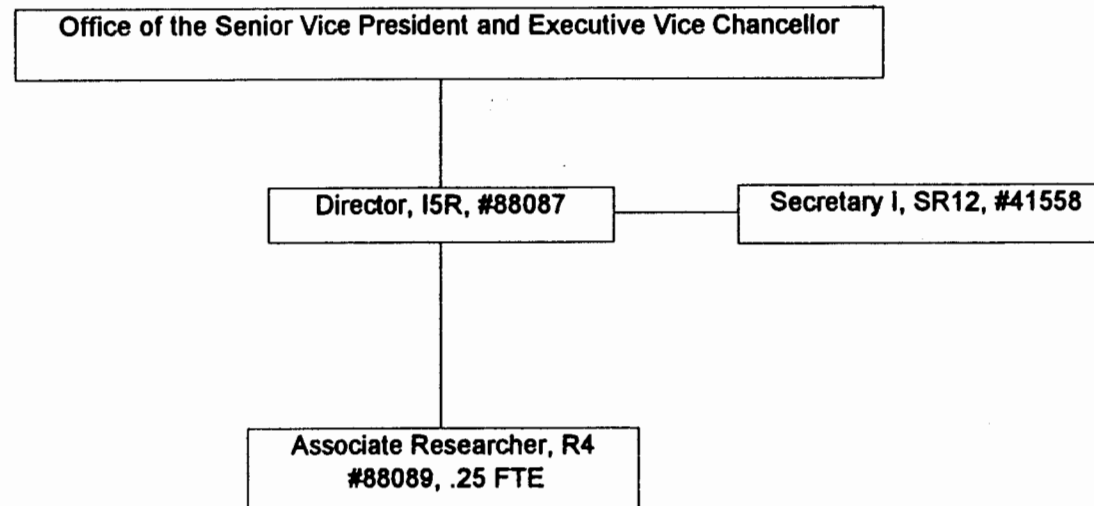 Office of the Senior Vice President and Executive Vice Chancellor
Director, I5R, #88087
Secretary I, SR12, #41558
Associate Researcher, R4
#88089, .25 FTE